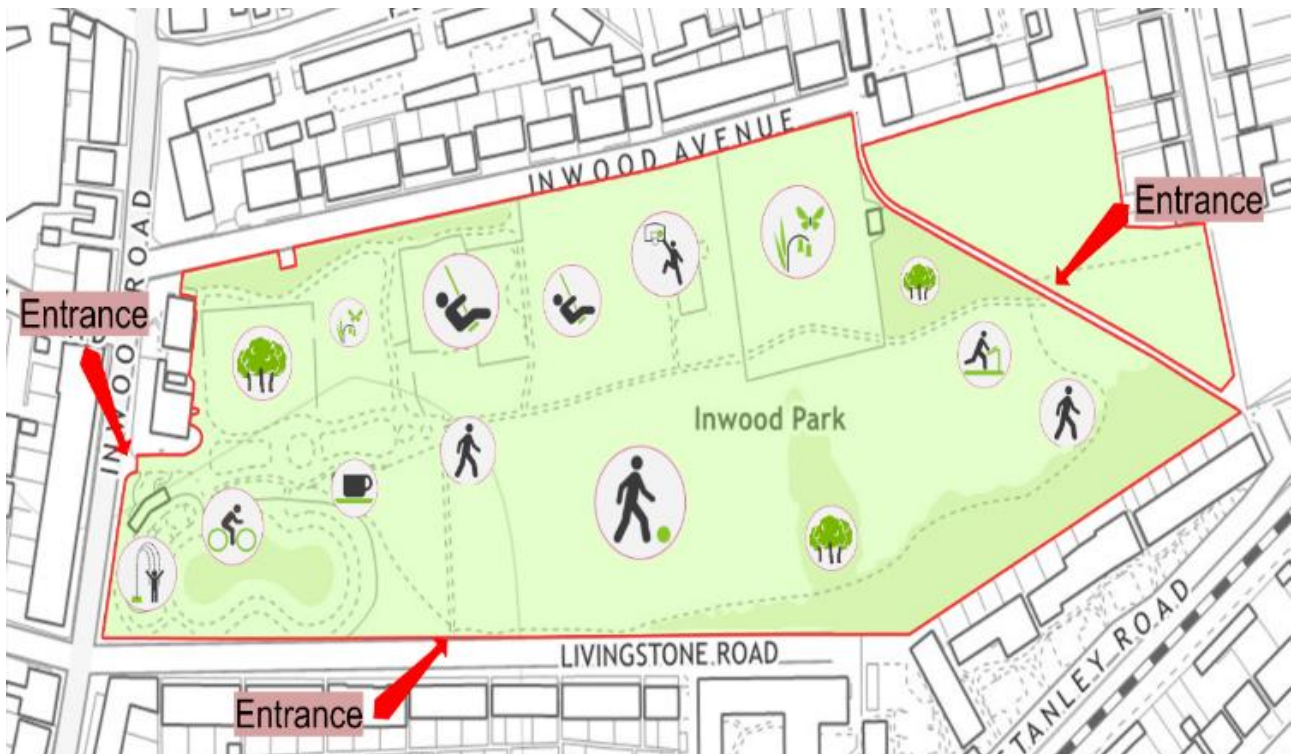 INWOOD AVENUE
Entrance
INWOOD ROAD
Entrance
Inwood Park
LIVINGSTONE ROAD
Entrance
STANLEY ROAD